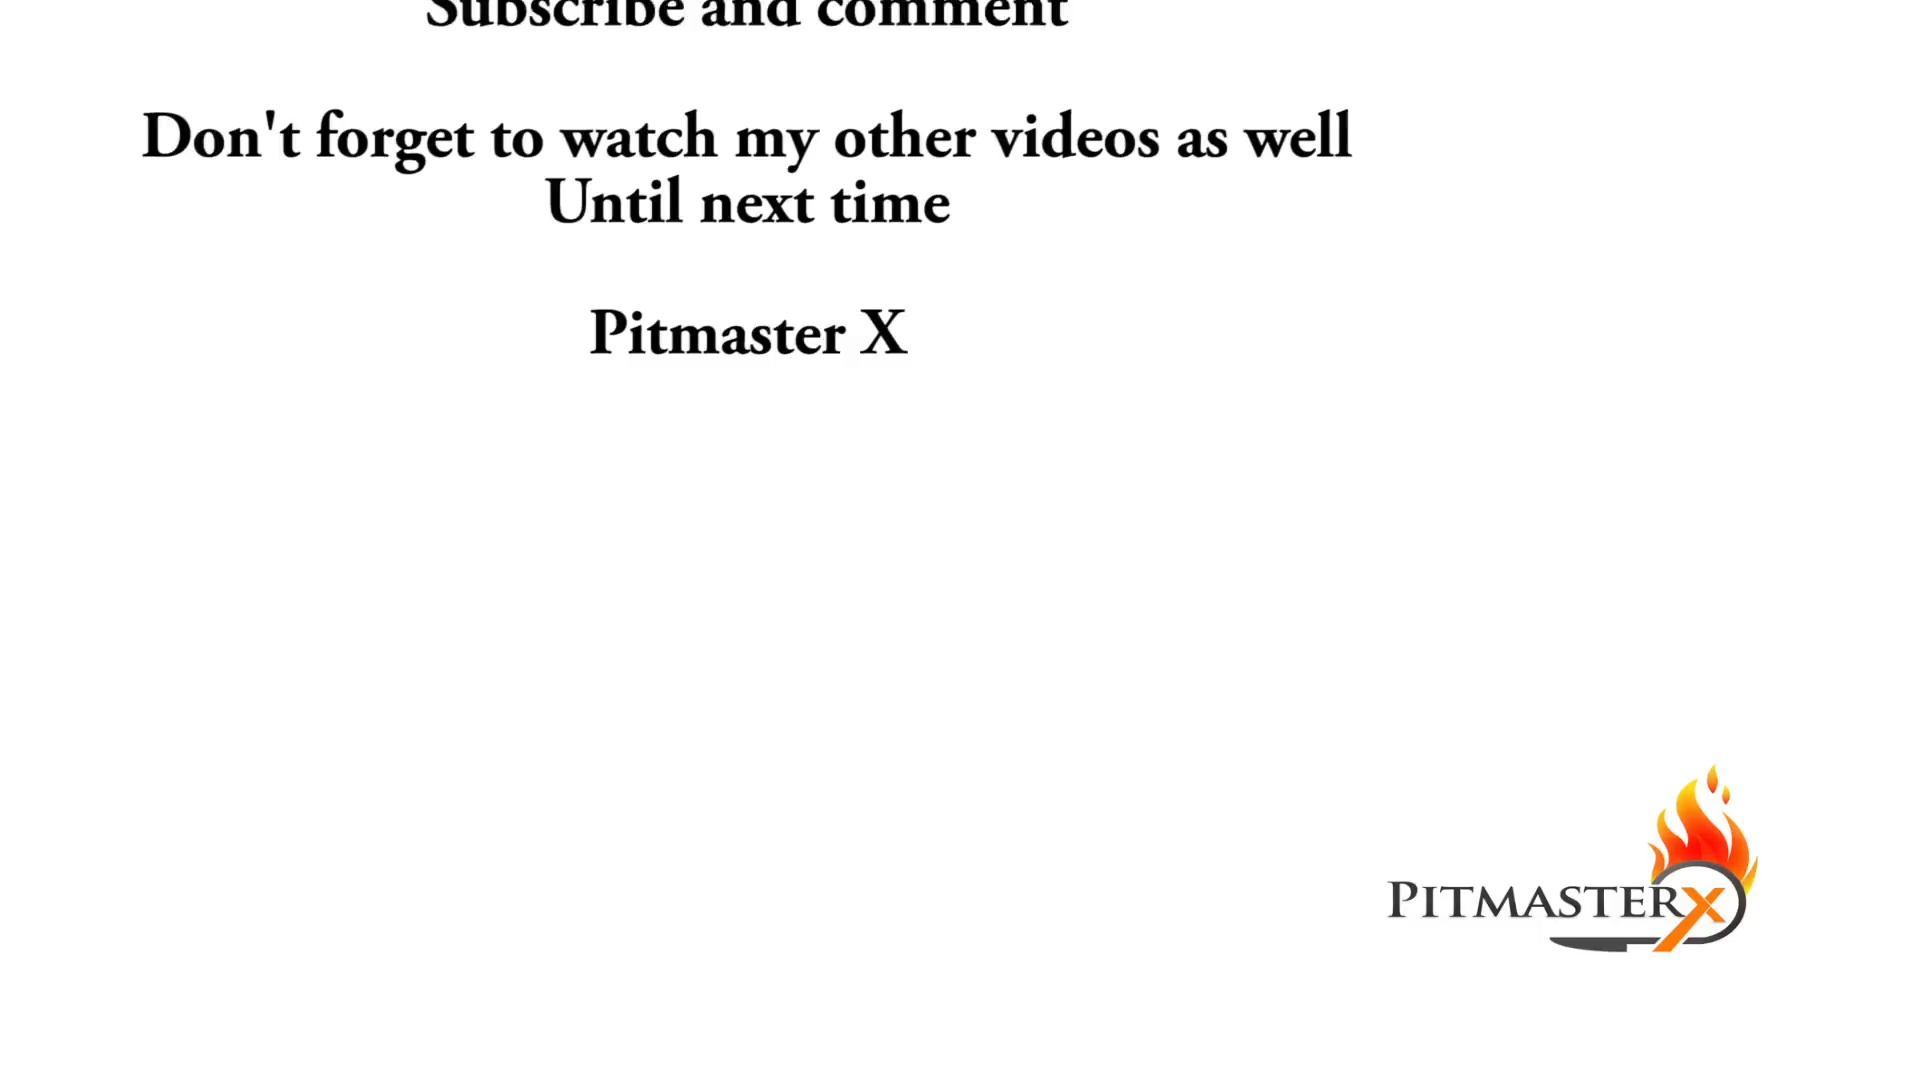 Subscribe and comment
Don't forget to watch my other videos as well
Until next time
Pitmaster X
PITMASTERX